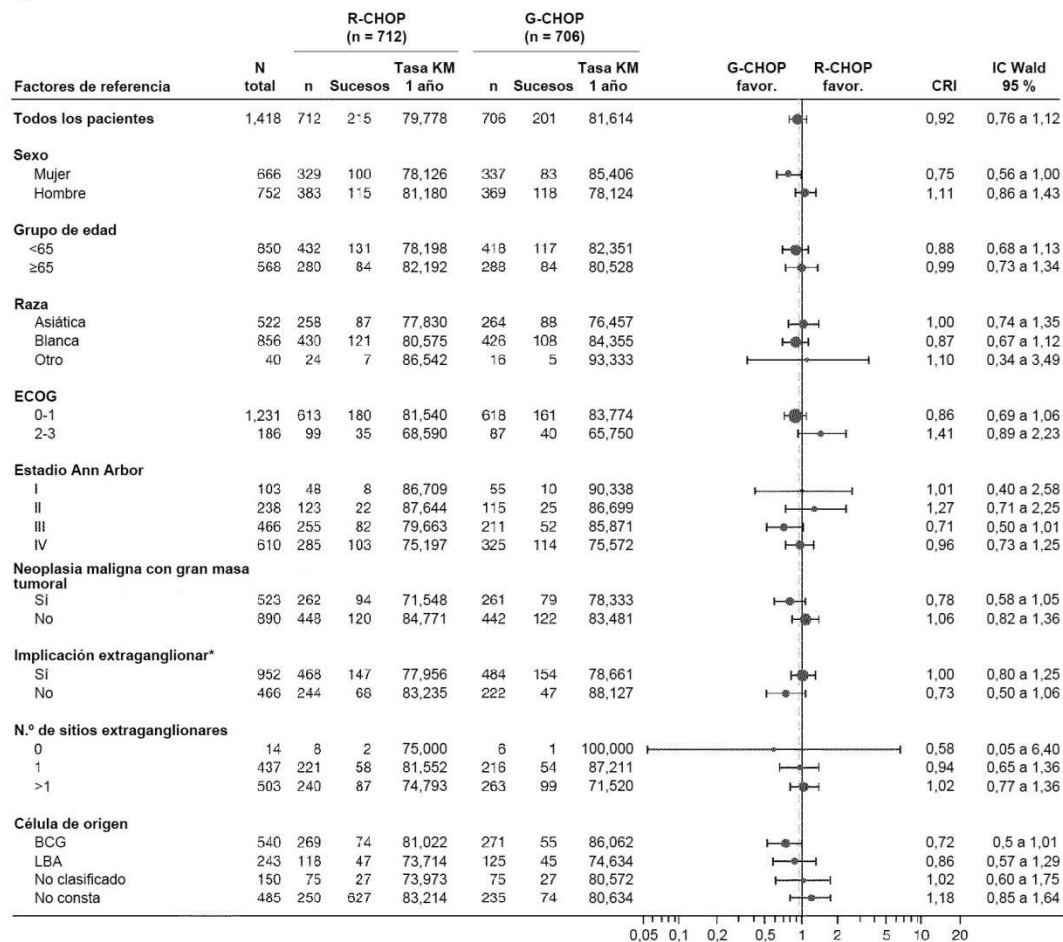 R-CHOP (n = 712) G-CHOP (n = 706)
Factores de referencia N total n Sucesos Tasa KM 1 año n Sucesos Tasa KM 1 año G-CHOP favor. R-CHOP favor. CRI IC Wald 95 %
Todos los pacientes 1,418 712 215 79,778 706 201 81,614 0,92 0,76 a 1,12
Sexo
Mujer 666 329 100 78,126 337 83 85,406 0,75 0,56 a 1,00
Hombre 752 383 115 81,180 369 118 78,124 1,11 0,86 a 1,43
Grupo de edad
<65 850 432 131 78,198 418 117 82,351 0,88 0,68 a 1,13
≥65 568 280 84 82,192 288 84 80,528 0,99 0,73 a 1,34
Raza
Asiática 522 258 87 77,830 264 88 76,457 1,00 0,74 a 1,35
Blanca 856 430 121 80,575 426 108 84,355 0,87 0,67 a 1,12
Otro 40 24 7 86,542 16 5 93,333 1,10 0,34 a 3,49
ECOG
0-1 1,231 613 180 81,540 618 161 83,774 0,86 0,69 a 1,06
2-3 186 99 35 68,590 87 40 65,750 1,41 0,89 a 2,23
Estadio Ann Arbor
I 103 48 8 86,709 55 10 90,338 1,01 0,40 a 2,58
II 238 123 22 87,644 115 25 86,699 1,27 0,71 a 2,25
III 466 255 82 79,663 211 52 85,871 0,71 0,50 a 1,01
IV 610 285 103 75,197 325 114 75,572 0,96 0,73 a 1,25
Neoplasia maligna con gran masa
tumoral
Sí 523 262 94 71,548 261 79 78,333 0,78 0,58 a 1,05
No 890 448 120 84,771 442 122 83,481 1,06 0,82 a 1,36
Implicación extraganglionar*
Sí 952 468 147 77,956 484 154 78,661 1,00 0,80 a 1,25
No 466 244 68 83,235 222 47 88,127 0,73 0,50 a 1,06
N.º de sitios extraganglionares
0 14 8 2 75,000 6 1 100,000 0,58 0,05 a 6,40
1 437 221 58 81,552 216 54 87,211 0,94 0,65 a 1,36
>1 503 240 87 74,793 263 99 71,520 1,02 0,77 a 1,36
Célula de origen
BCG 540 269 74 81,022 271 55 86,062 0,72 0,5 a 1,01
LBA 243 118 47 73,714 125 45 74,634 0,86 0,57 a 1,29
No clasificado 150 75 27 73,973 75 27 80,572 1,02 0,60 a 1,75
No consta 485 250 627 83,214 235 74 80,634 1,18 0,85 a 1,64
0,05 0,1 0,2 0,5 1 2 5 10 20